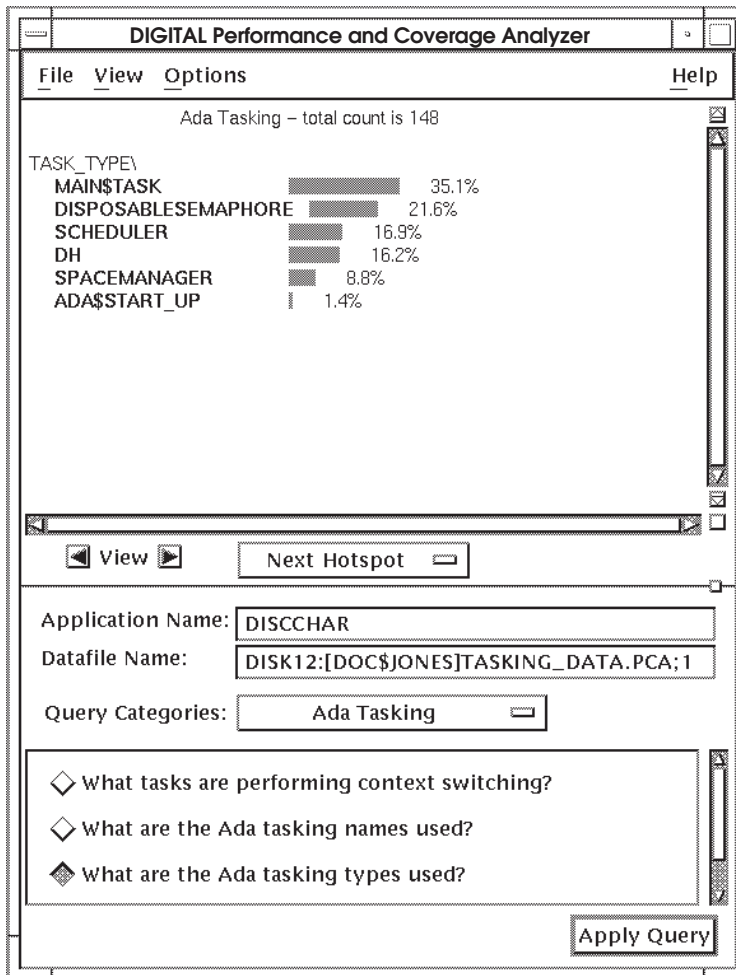 DIGITAL Performance and Coverage Analyzer
File View Options Help
Ada Tasking – total count is 148
TASK_TYPE\
MAIN$TASK 35.1%
DISPOSABLESEMAPHORE 21.6%
SCHEDULER 16.9%
DH 16.2%
SPACEMANAGER 8.8%
ADA$START_UP 1.4%
View Next Hotspot
Application Name: DISCCHAR
Datafile Name: DISK12:[DOC$JONES]TASKING_DATA.PCA;1
Query Categories: Ada Tasking
What tasks are performing context switching?
What are the Ada tasking names used?
What are the Ada tasking types used?
Apply Query